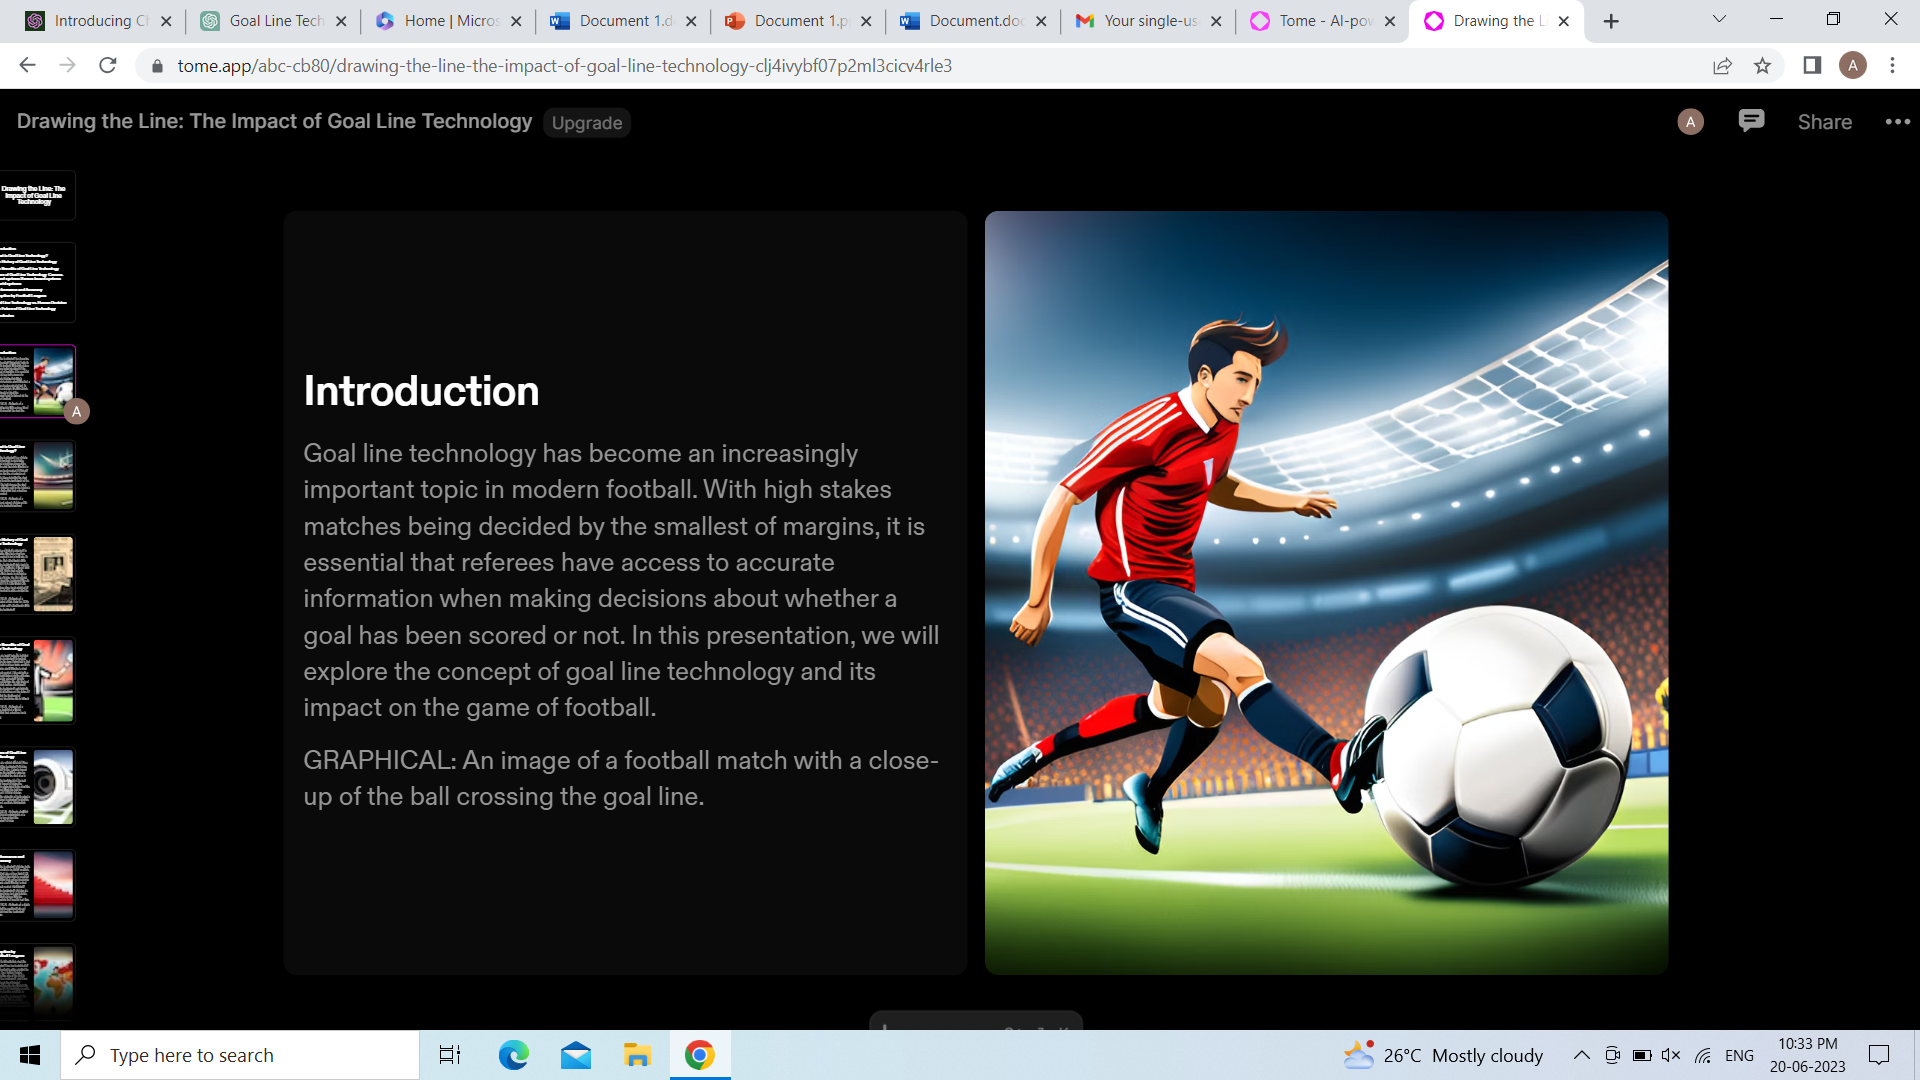 Introducing Ch
Goal Line Tech
Home | Micros
Document 1.d
Document 1.p
Document.doc
Your single-us
Tome - AI-pow
Drawing the L
tome.app/abc-cb80/drawing-the-line-the-impact-of-goal-line-technology-clj4ivybf07p2ml3cicv4rle3
A
Drawing the Line: The Impact of Goal Line Technology
Upgrade
A
Share
Drawing the Line: The
Impact of Goal Line
Technology
A
Introduction
Goal line technology has become an increasingly
important topic in modern football. With high stakes
matches being decided by the smallest of margins, it is
essential that referees have access to accurate
information when making decisions about whether a
goal has been scored or not. In this presentation, we will
explore the concept of goal line technology and its
impact on the game of football.
GRAPHICAL: An image of a football match with a close-
up of the ball crossing the goal line.
Type here to search
26°C Mostly cloudy
ENG
10:33 PM
20-06-2023